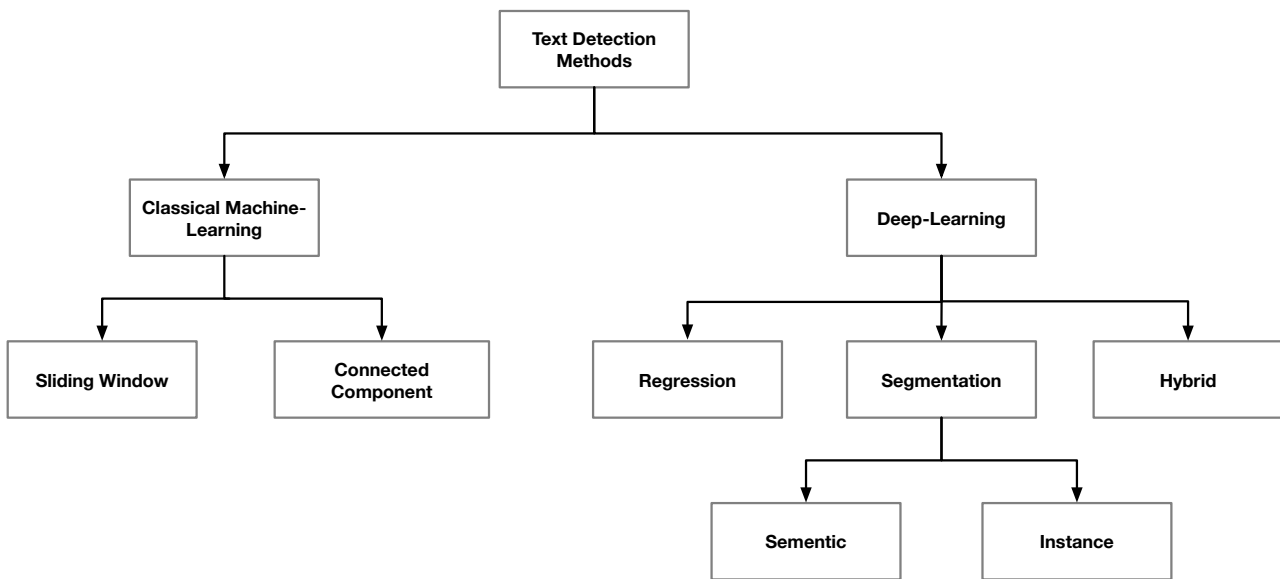 Text Detection
Methods
Classical Machine-
Learning
Deep-Learning
Sliding Window
Connected
Component
Regression
Segmentation
Hybrid
Sementic
Instance